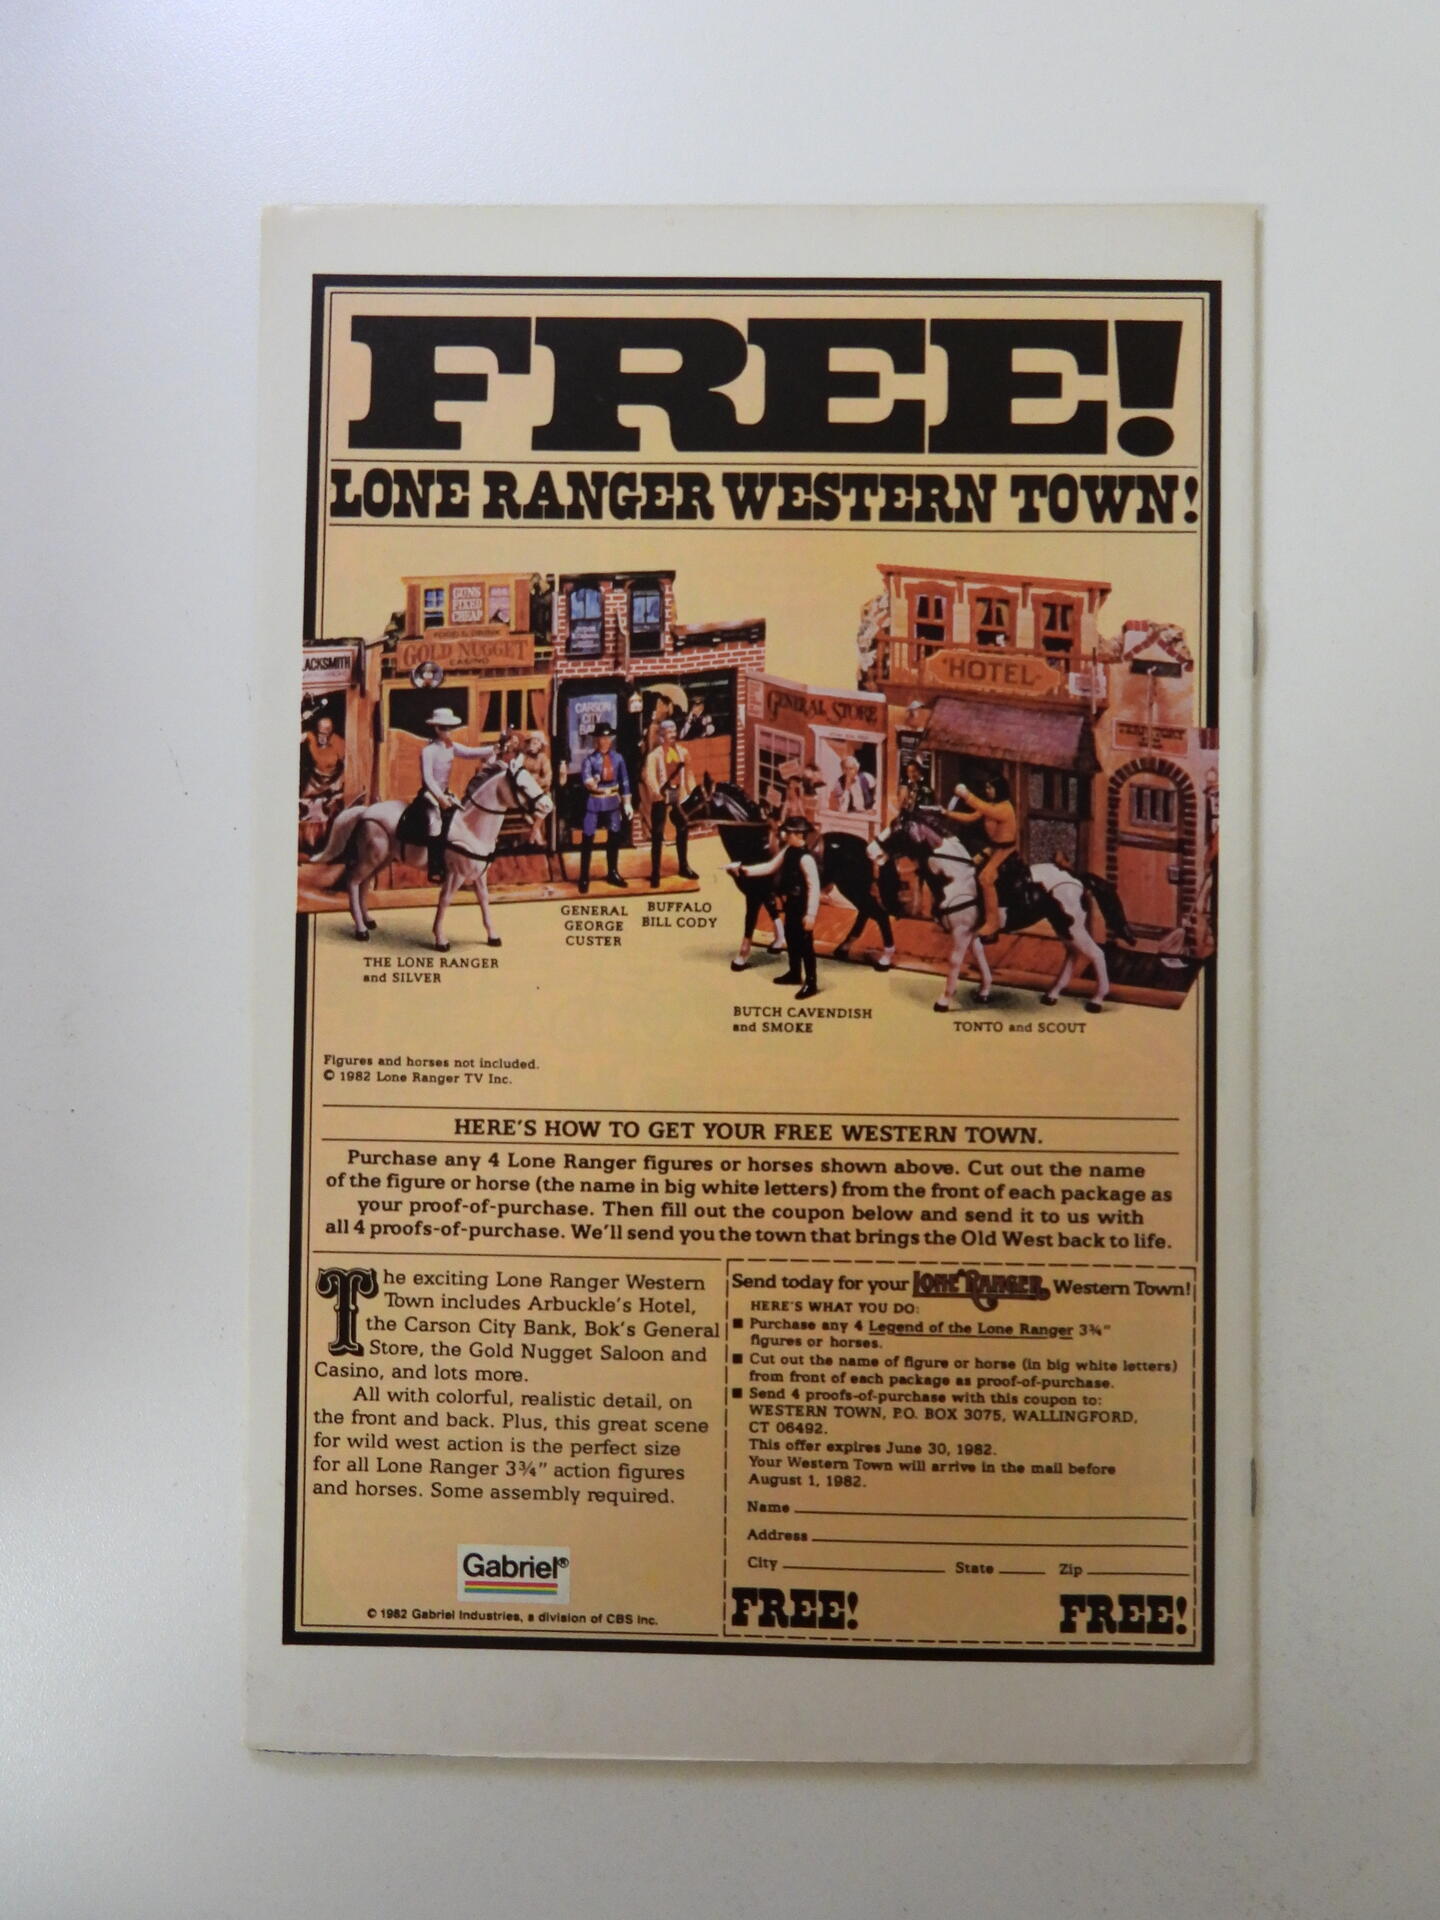 FREE!
LONE RANGER WESTERN TOWN!
GUNS
FIXED
CHEAP
FOOD & DRINK
GOLD NUGGET
CASINO
ACKSMITH
HOTEL
GENERAL STORE
CARSON
CITY
GENERAL
GEORGE
CUSTER
BUFFALO
BILL CODY
THE LONE RANGER
and SILVER
BUTCH CAVENDISH
and SMOKE
TONTO and SCOUT
Figures and horses not included.
© 1982 Lone Ranger TV Inc.
HERE'S HOW TO GET YOUR FREE WESTERN TOWN.
Purchase any 4 Lone Ranger figures or horses shown above. Cut out the name
of the figure or horse (the name in big white letters) from the front of each package as
your proof-of-purchase. Then fill out the coupon below and send it to us with
all 4 proofs-of-purchase. We'll send you the town that brings the Old West back to life.
The exciting Lone Ranger Western
Town includes Arbuckle's Hotel,
the Carson City Bank, Bok's General
Store, the Gold Nugget Saloon and
Casino, and lots more.
All with colorful, realistic detail, on
the front and back. Plus, this great scene
for wild west action is the perfect size
for all Lone Ranger 3¾" action figures
and horses. Some assembly required.
Gabriel®
© 1982 Gabriel Industries, a division of CBS Inc.
Send today for your LONE RANGER Western Town!
HERE'S WHAT YOU DO:
■ Purchase any 4 Legend of the Lone Ranger 3¾"
figures or horses.
■ Cut out the name of figure or horse (in big white letters)
from front of each package as proof-of-purchase.
■ Send 4 proofs-of-purchase with this coupon to:
WESTERN TOWN, P.O. BOX 3075, WALLINGFORD,
CT 06492.
This offer expires June 30, 1982.
Your Western Town will arrive in the mail before
August 1, 1982.
Name
Address
City State Zip
FREE! FREE!